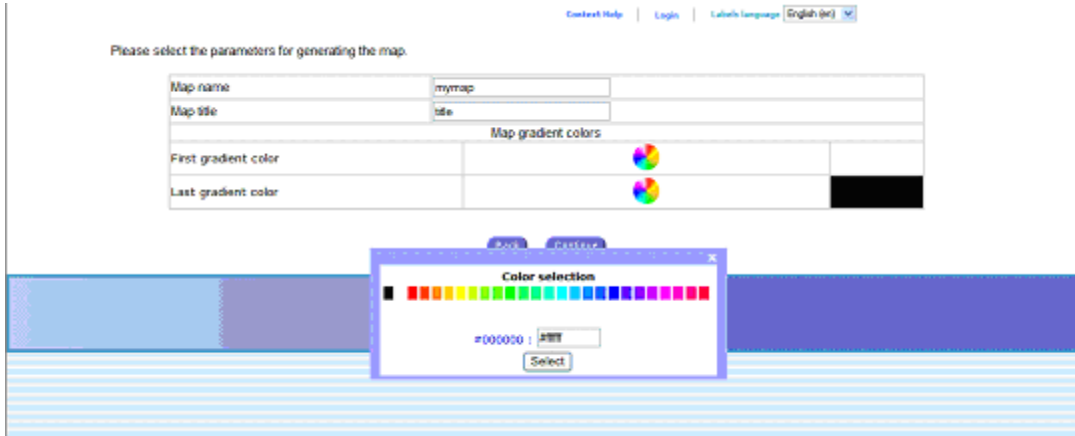 Context Help | Login | Labels language English (en)
Please select the parameters for generating the map.
Map name mymap
Map title title
Map gradient colors
First gradient color
Last gradient color
Back Continue
x
Color selection
#000000 : #ffffff
Select